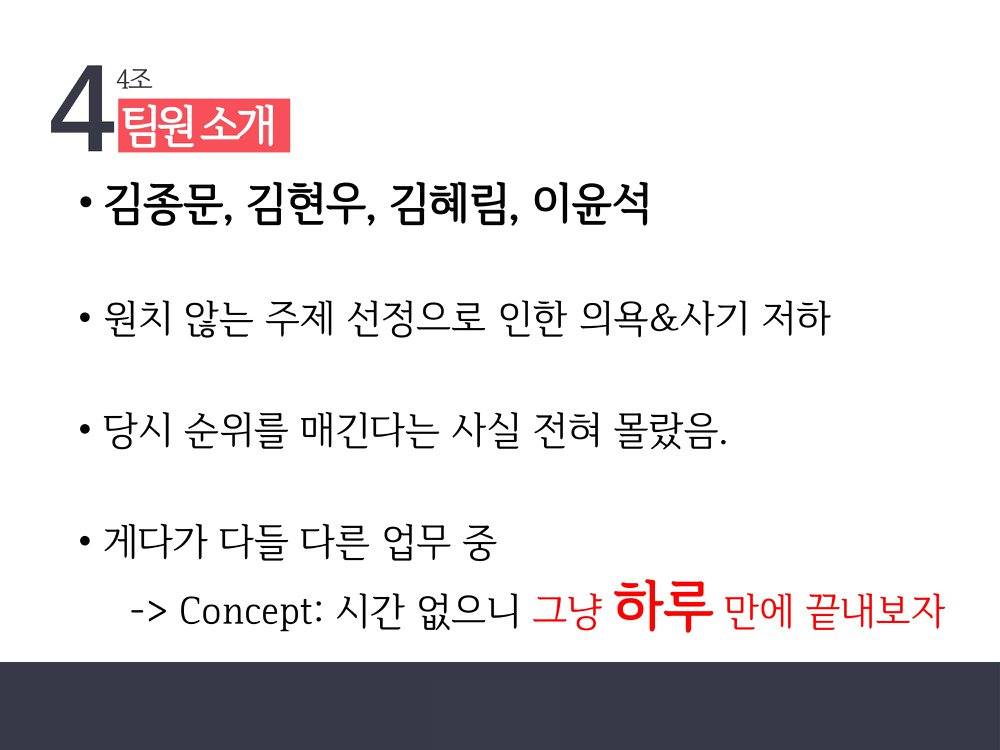 4
4조
팀원 소개
• 김종문, 김현우, 김혜림, 이윤석
• 원치 않는 주제 선정으로 인한 의욕&사기 저하
• 당시 순위를 매긴다는 사실 전혀 몰랐음.
• 게다가 다들 다른 업무 중
-> Concept: 시간 없으니 그냥 하루 만에 끝내보자